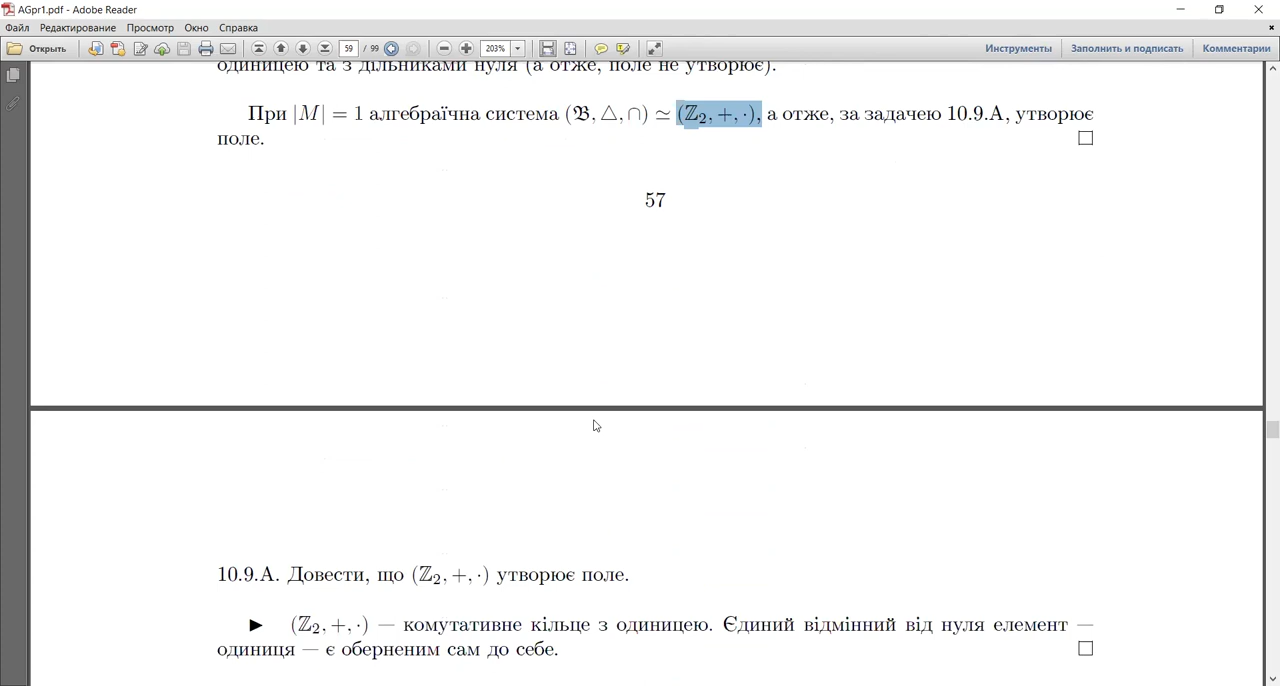 AGpr1.pdf - Adobe Reader
Файл Редактирование Просмотр Окно Справка
Открыть 59 / 99 203% Инструменты Заполнить и подписать Комментарии
одиницею та з дільниками нуля (а отже, поле не утворює).
При |M| = 1 алгебраїчна система (𝔅, △, ∩) ≃ (ℤ₂, +, ·), а отже, за задачею 10.9.А, утворює
поле. □
57
10.9.А. Довести, що (ℤ₂, +, ·) утворює поле.
► (ℤ₂, +, ·) — комутативне кільце з одиницею. Єдиний відмінний від нуля елемент —
одиниця — є оберненим сам до себе. □